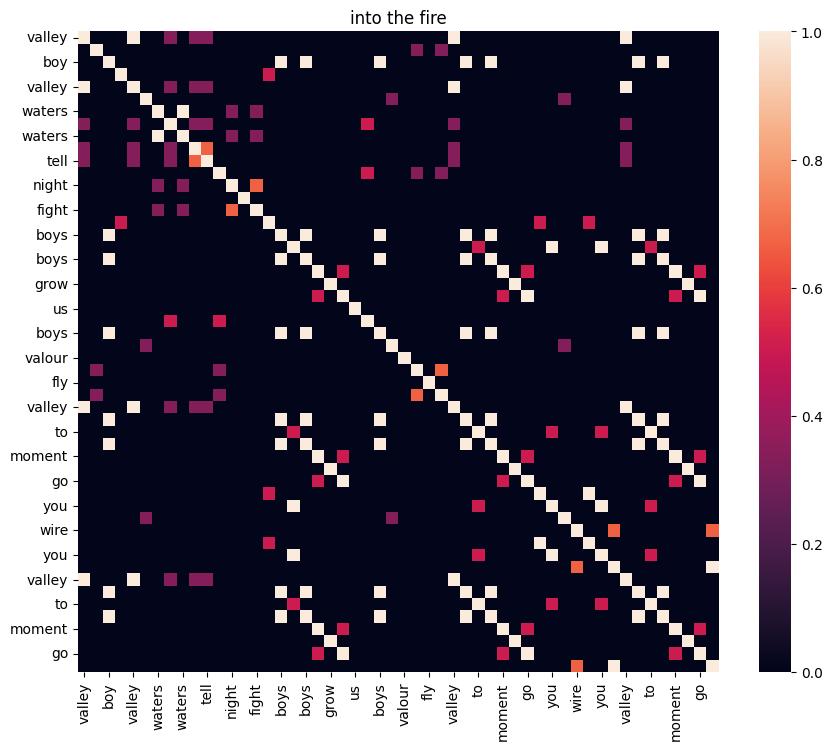 into the fire
valley
boy
valley
waters
waters
tell
night
fight
boys
boys
grow
us
boys
valour
fly
valley
to
moment
go
you
wire
you
valley
to
moment
go
1.0
0.8
0.6
0.4
0.2
0.0
valley
boy
valley
waters
waters
tell
night
fight
boys
boys
grow
us
boys
valour
fly
valley
to
moment
go
you
wire
you
valley
to
moment
go